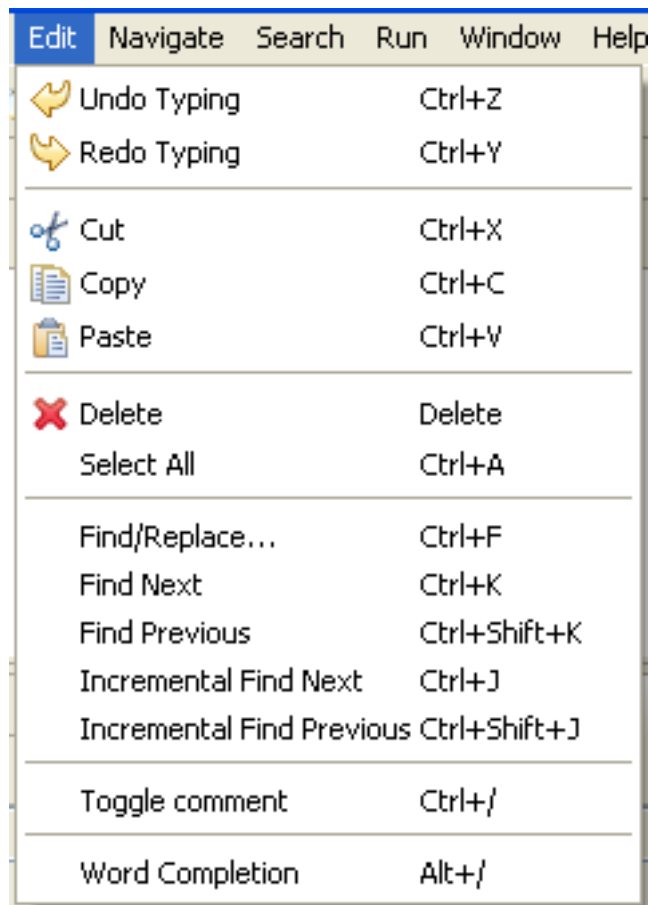 Edit Navigate Search Run Window Help
Undo Typing Ctrl+Z
Redo Typing Ctrl+Y
Cut Ctrl+X
Copy Ctrl+C
Paste Ctrl+V
Delete Delete
Select All Ctrl+A
Find/Replace... Ctrl+F
Find Next Ctrl+K
Find Previous Ctrl+Shift+K
Incremental Find Next Ctrl+J
Incremental Find Previous Ctrl+Shift+J
Toggle comment Ctrl+/
Word Completion Alt+/